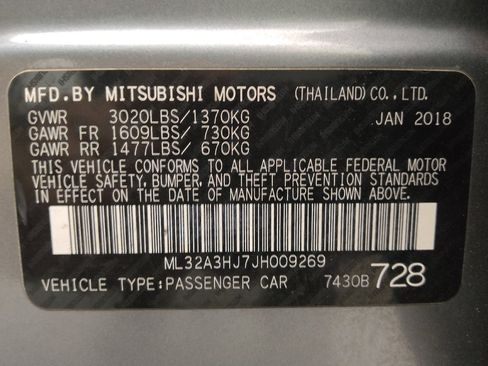 MFD.BY MITSUBISHI MOTORS (THAILAND)CO.,LTD.
GVWR 3020LBS/1370KG JAN 2018
GAWR FR 1609LBS/ 730KG
GAWR RR 1477LBS/ 670KG
THIS VEHICLE CONFORMS TO ALL APPLICABLE FEDERAL MOTOR
VEHICLE SAFETY, BUMPER, AND THEFT PREVENTION STANDARDS
IN EFFECT ON THE DATE OF MANUFACTURE SHOWN ABOVE.
ML32A3HJ7JH009269
VEHICLE TYPE:PASSENGER CAR 7430B 728